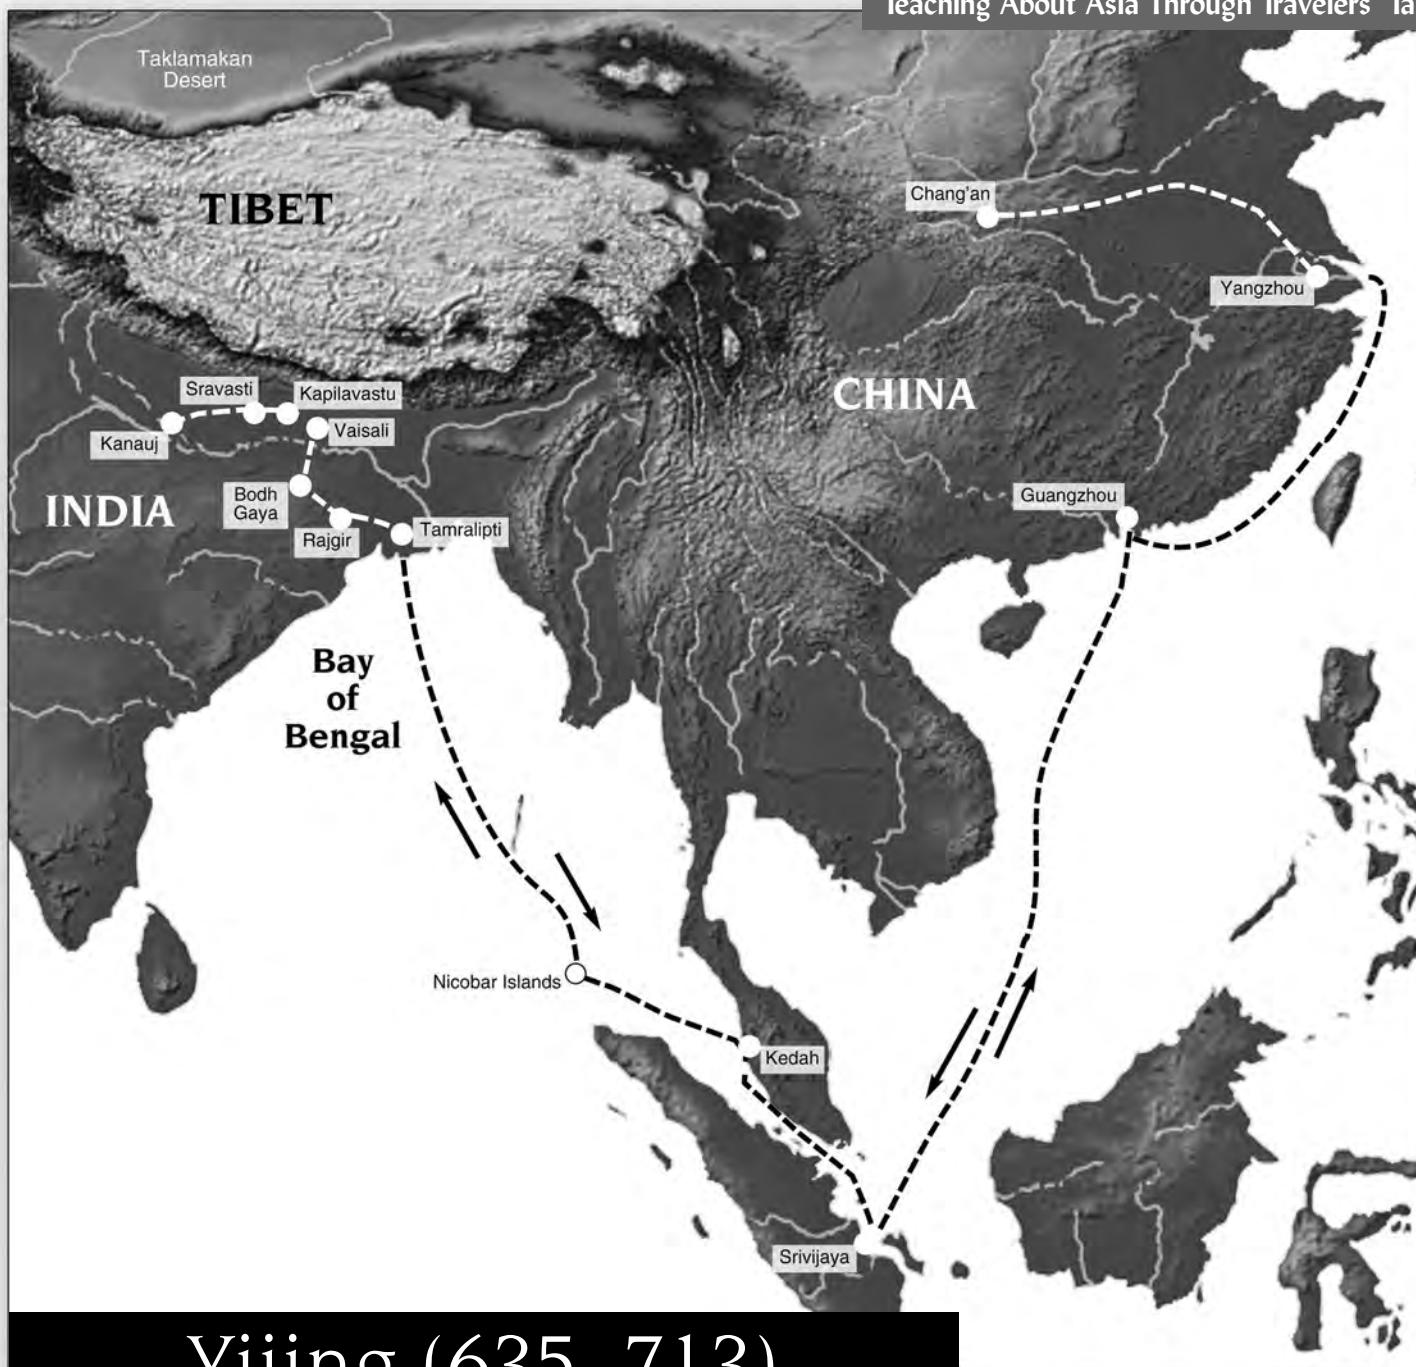 Teaching About Asia Through Travelers'
Taklamakan
Desert
TIBET
Chang'an
Yangzhou
CHINA
Sravasti
Kapilavastu
Kanauj
Vaisali
INDIA
Bodh
Gaya
Rajgir
Tamralipti
Guangzhou
Bay
of
Bengal
Nicobar Islands
Kedah
Srivijaya
Yijing (635–713)